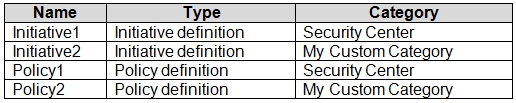 Name Type Category
Initiative1 Initiative definition Security Center
Initiative2 Initiative definition My Custom Category
Policy1 Policy definition Security Center
Policy2 Policy definition My Custom Category